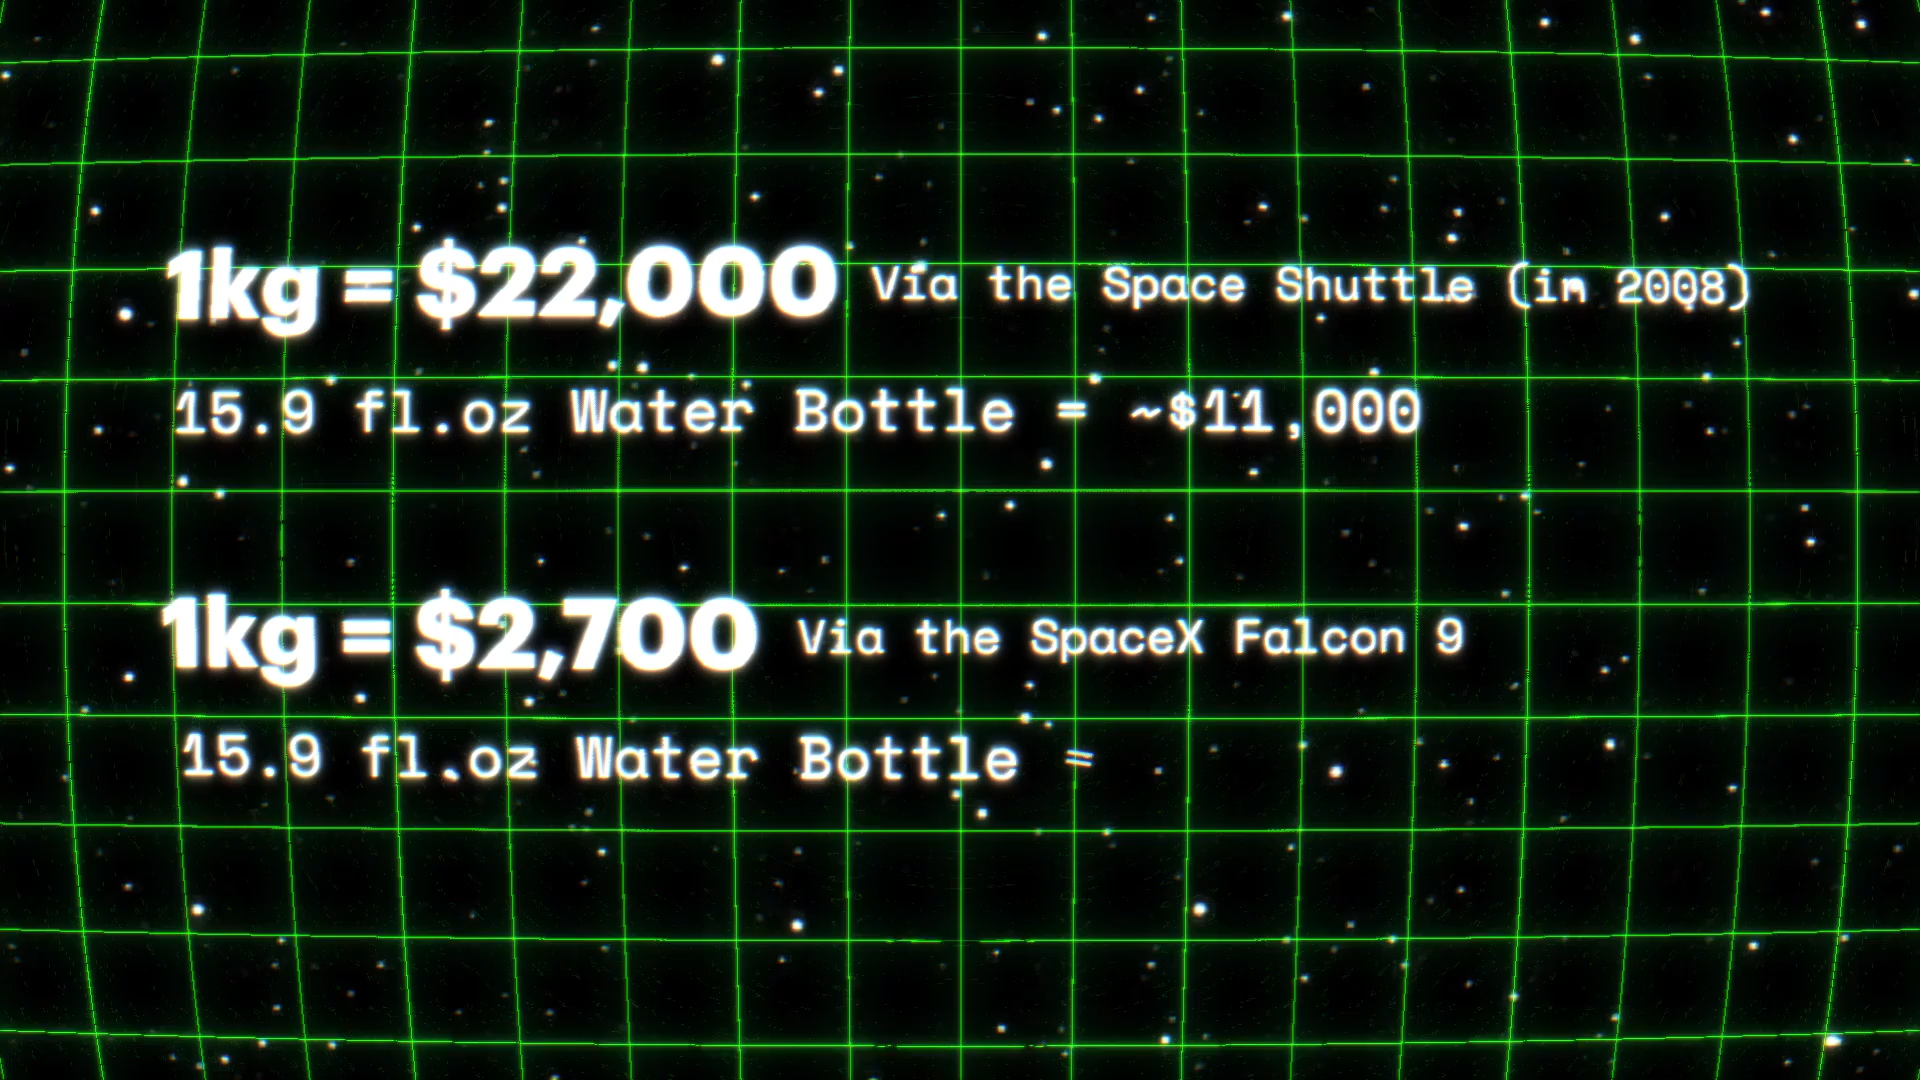 1kg = $22,000 Via the Space Shuttle (in 2008)
15.9 fl.oz Water Bottle = ~$11,000
1kg = $2,700 Via the SpaceX Falcon 9
15.9 fl.oz Water Bottle =